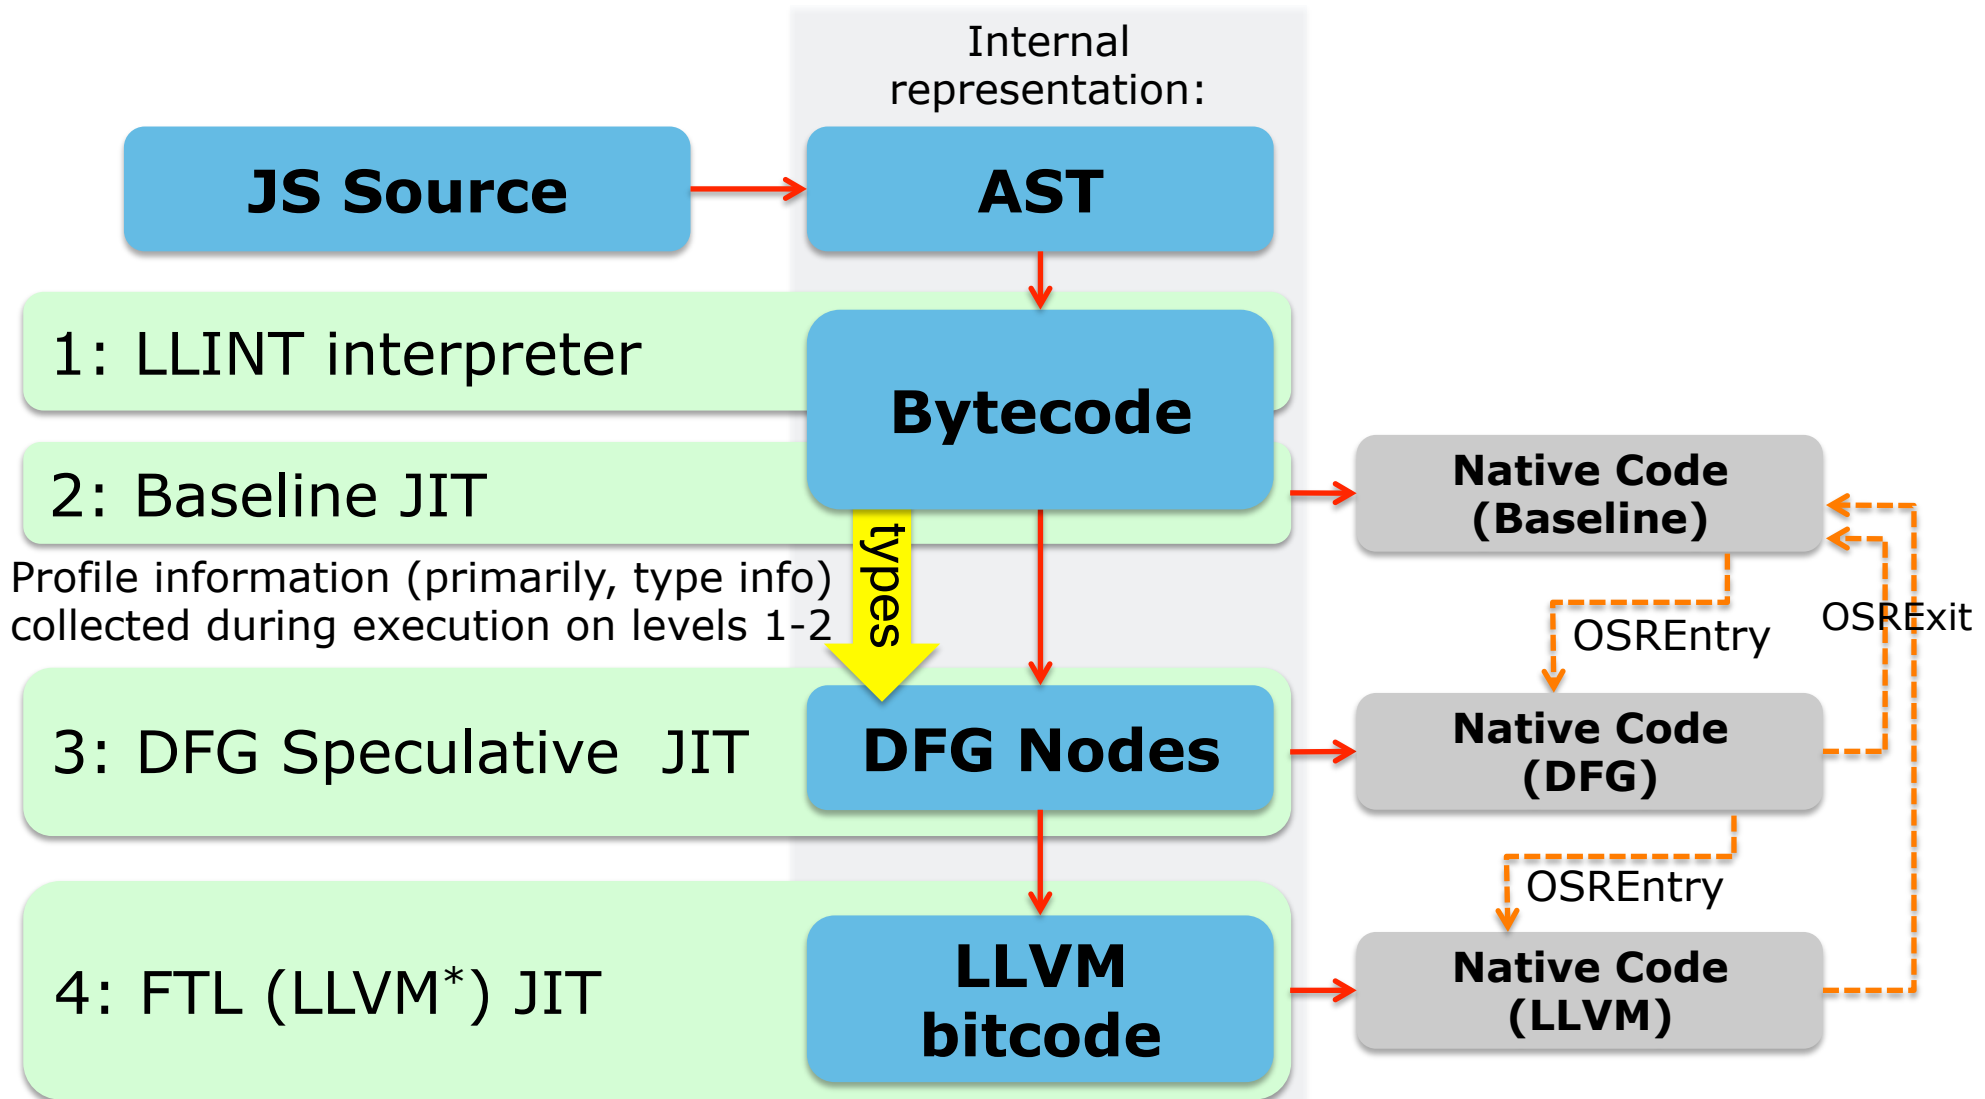 Internal
representation:
JS Source
AST
1: LLINT interpreter
Bytecode
2: Baseline JIT
Native Code
(Baseline)
types
Profile information (primarily, type info)
collected during execution on levels 1-2
OSREntry
OSRExit
3: DFG Speculative  JIT
DFG Nodes
Native Code
(DFG)
OSREntry
4: FTL (LLVM*) JIT
LLVM
bitcode
Native Code
(LLVM)